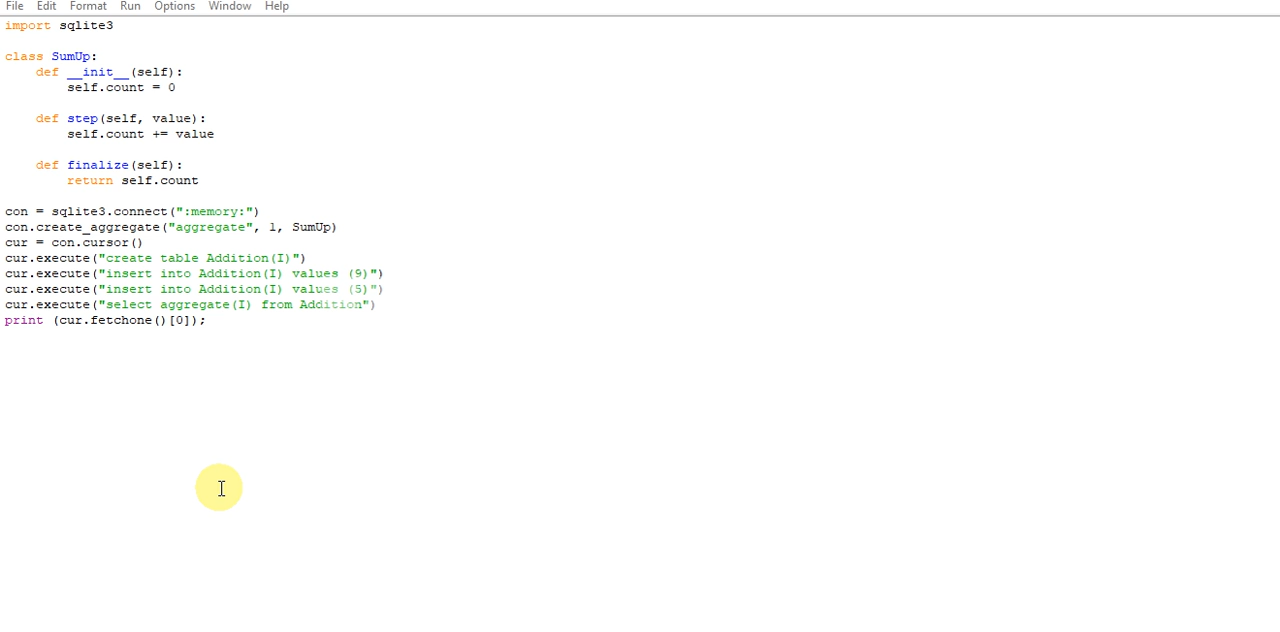 File Edit Format Run Options Window Help
import sqlite3
class SumUp:
    def __init__(self):
        self.count = 0
    def step(self, value):
        self.count += value
    def finalize(self):
        return self.count
con = sqlite3.connect(":memory:")
con.create_aggregate("aggregate", 1, SumUp)
cur = con.cursor()
cur.execute("create table Addition(I)")
cur.execute("insert into Addition(I) values (9)")
cur.execute("insert into Addition(I) values (5)")
cur.execute("select aggregate(I) from Addition")
print (cur.fetchone()[0]);